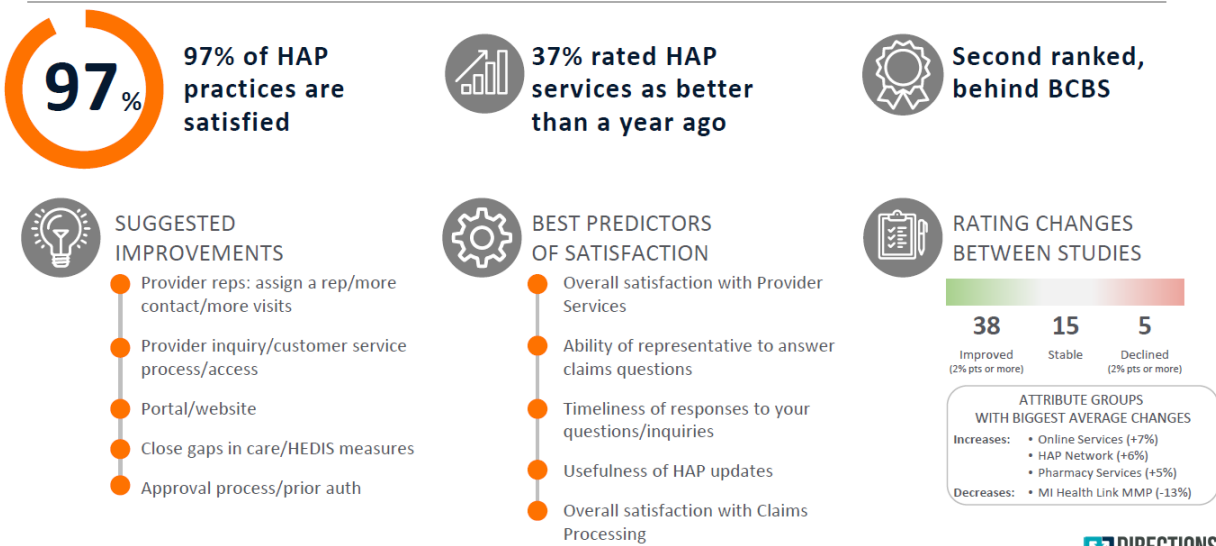 97%
97% of HAP
practices are
satisfied
37% rated HAP
services as better
than a year ago
Second ranked,
behind BCBS
SUGGESTED
IMPROVEMENTS
Provider reps: assign a rep/more
contact/more visits
Provider inquiry/customer service
process/access
Portal/website
Close gaps in care/HEDIS measures
Approval process/prior auth
BEST PREDICTORS
OF SATISFACTION
Overall satisfaction with Provider
Services
Ability of representative to answer
claims questions
Timeliness of responses to your
questions/inquiries
Usefulness of HAP updates
Overall satisfaction with Claims
Processing
RATING CHANGES
BETWEEN STUDIES
38 15 5
Improved Stable Declined
(2% pts or more) (2% pts or more)
ATTRIBUTE GROUPS
WITH BIGGEST AVERAGE CHANGES
Increases: • Online Services (+7%)
• HAP Network (+6%)
• Pharmacy Services (+5%)
Decreases: • MI Health Link MMP (-13%)
DIRECTIONS